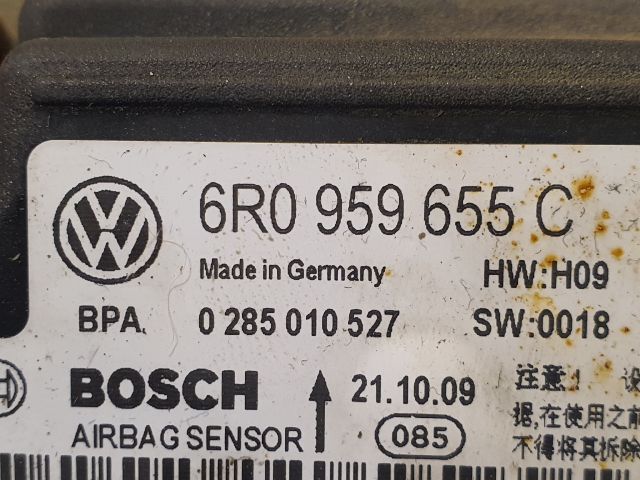 6R0 959 655 C
Made in Germany HW:H09
BPA 0 285 010 527 SW:0018
BOSCH 21.10.09 注意！
AIRBAG SENSOR 085 据,在使用之前
不得将其拆除